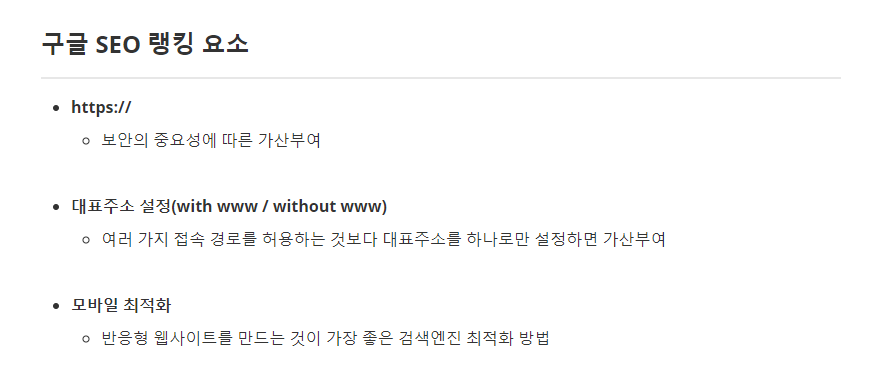 구글 SEO 랭킹 요소
https://
보안의 중요성에 따른 가산부여
대표주소 설정(with www / without www)
여러 가지 접속 경로를 허용하는 것보다 대표주소를 하나로만 설정하면 가산부여
모바일 최적화
반응형 웹사이트를 만드는 것이 가장 좋은 검색엔진 최적화 방법